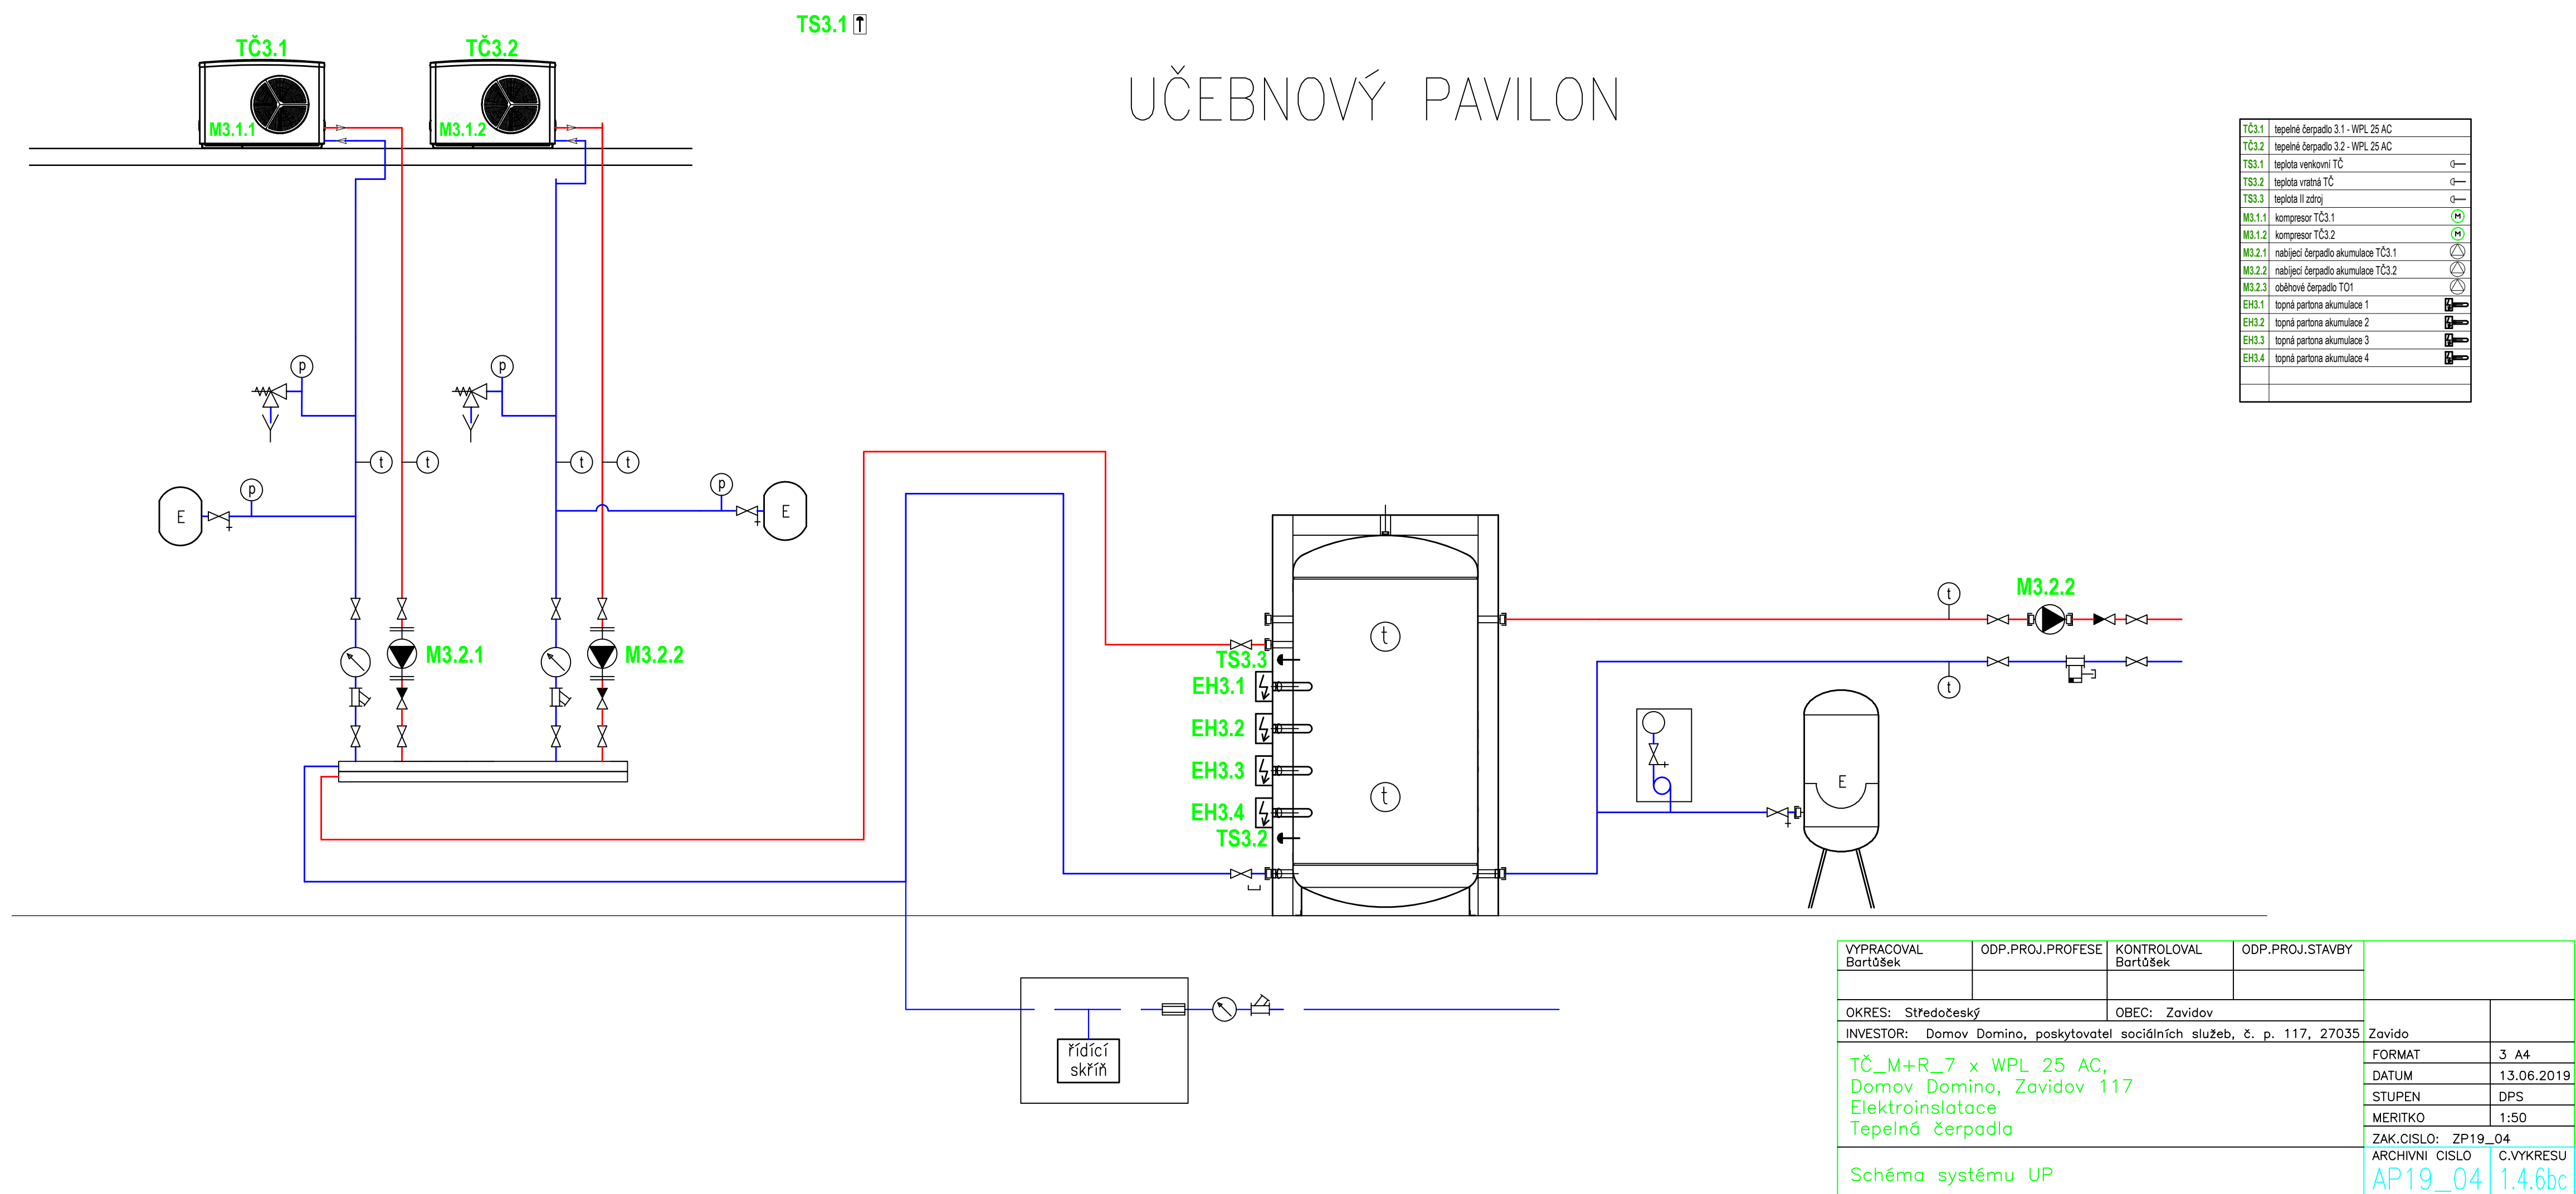 TS3.1
TČ3.1
TČ3.2
UČEBNOVÝ PAVILON
M3.1.1
M3.1.2
TČ3.1 tepelné čerpadlo 3.1 - WPL 25 AC
TČ3.2 tepelné čerpadlo 3.2 - WPL 25 AC
TS3.1 teplota venkovní TČ
TS3.2 teplota vratná TČ
TS3.3 teplota II zdroj
M3.1.1 kompresor TČ3.1 M
M3.1.2 kompresor TČ3.2 M
M3.2.1 nabíjecí čerpadlo akumulace TČ3.1
M3.2.2 nabíjecí čerpadlo akumulace TČ3.2
M3.2.3 oběhové čerpadlo TO1
EH3.1 topná partona akumulace 1
EH3.2 topná partona akumulace 2
EH3.3 topná partona akumulace 3
EH3.4 topná partona akumulace 4
p p
t t t t
p p
E E
M3.2.1
M3.2.2
t
M3.2.2
t
TS3.3
EH3.1
t
EH3.2
EH3.3
E
t
EH3.4
TS3.2
řídící
skříň
VYPRACOVAL ODP.PROJ.PROFESE KONTROLOVAL ODP.PROJ.STAVBY
Bartůšek Bartůšek
OKRES: Středočeský OBEC: Zavidov
INVESTOR: Domov Domino, poskytovatel sociálních služeb, č. p. 117, 27035 Zavido
TČ_M+R_7 x WPL 25 AC,
Domov Domino, Zavidov 117
Elektroinslatace
Tepelná čerpadla
FORMAT 3 A4
DATUM 13.06.2019
STUPEN DPS
MERITKO 1:50
ZAK.CISLO: ZP19_04
ARCHIVNI CISLO C.VYKRESU
Schéma systému UP
AP19_04 1.4.6bc